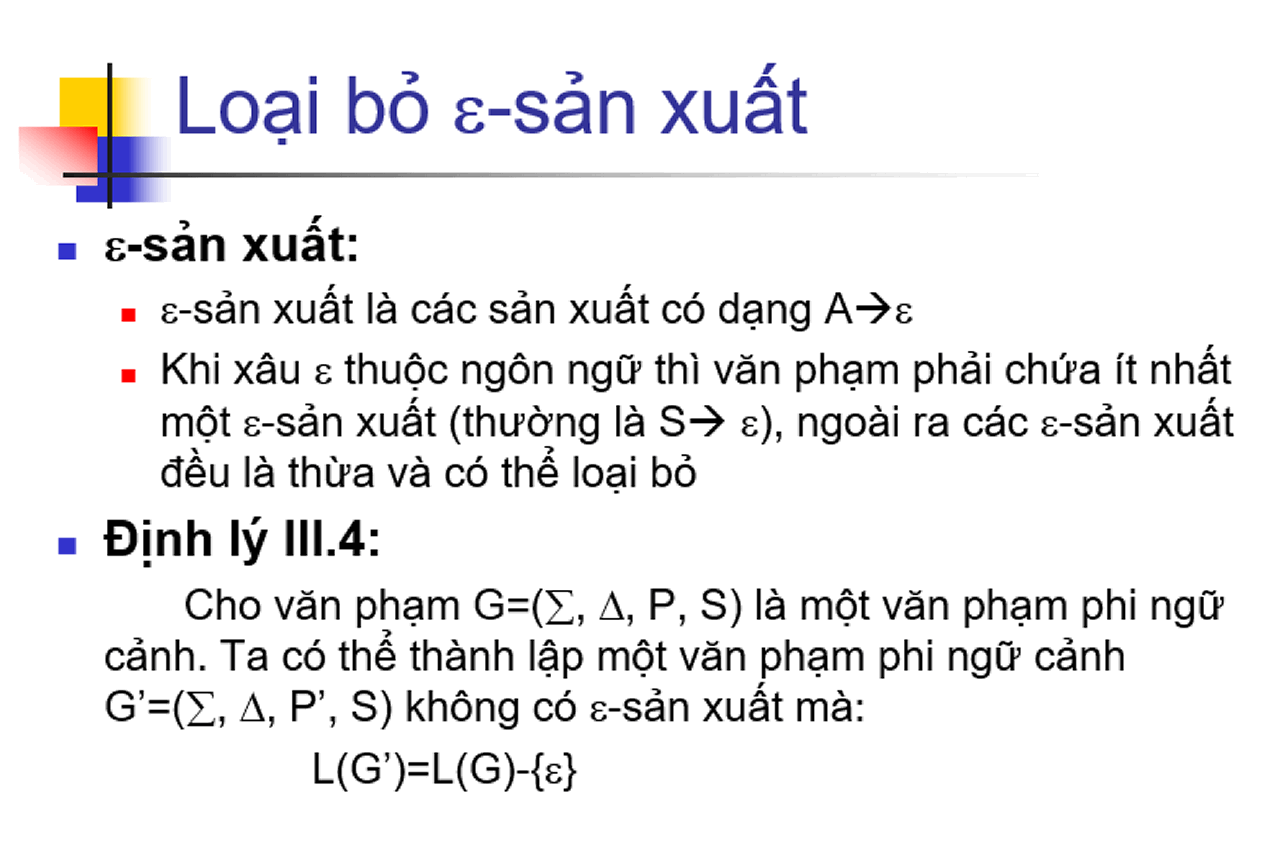 Loại bỏ ε-sản xuất
ε-sản xuất:
ε-sản xuất là các sản xuất có dạng A→ε
Khi xâu ε thuộc ngôn ngữ thì văn phạm phải chứa ít nhất
một ε-sản xuất (thường là S→ ε), ngoài ra các ε-sản xuất
đều là thừa và có thể loại bỏ
Định lý III.4:
Cho văn phạm G=(∑, ∆, P, S) là một văn phạm phi ngữ
cảnh. Ta có thể thành lập một văn phạm phi ngữ cảnh
G’=(∑, ∆, P’, S) không có ε-sản xuất mà:
L(G’)=L(G)-{ε}